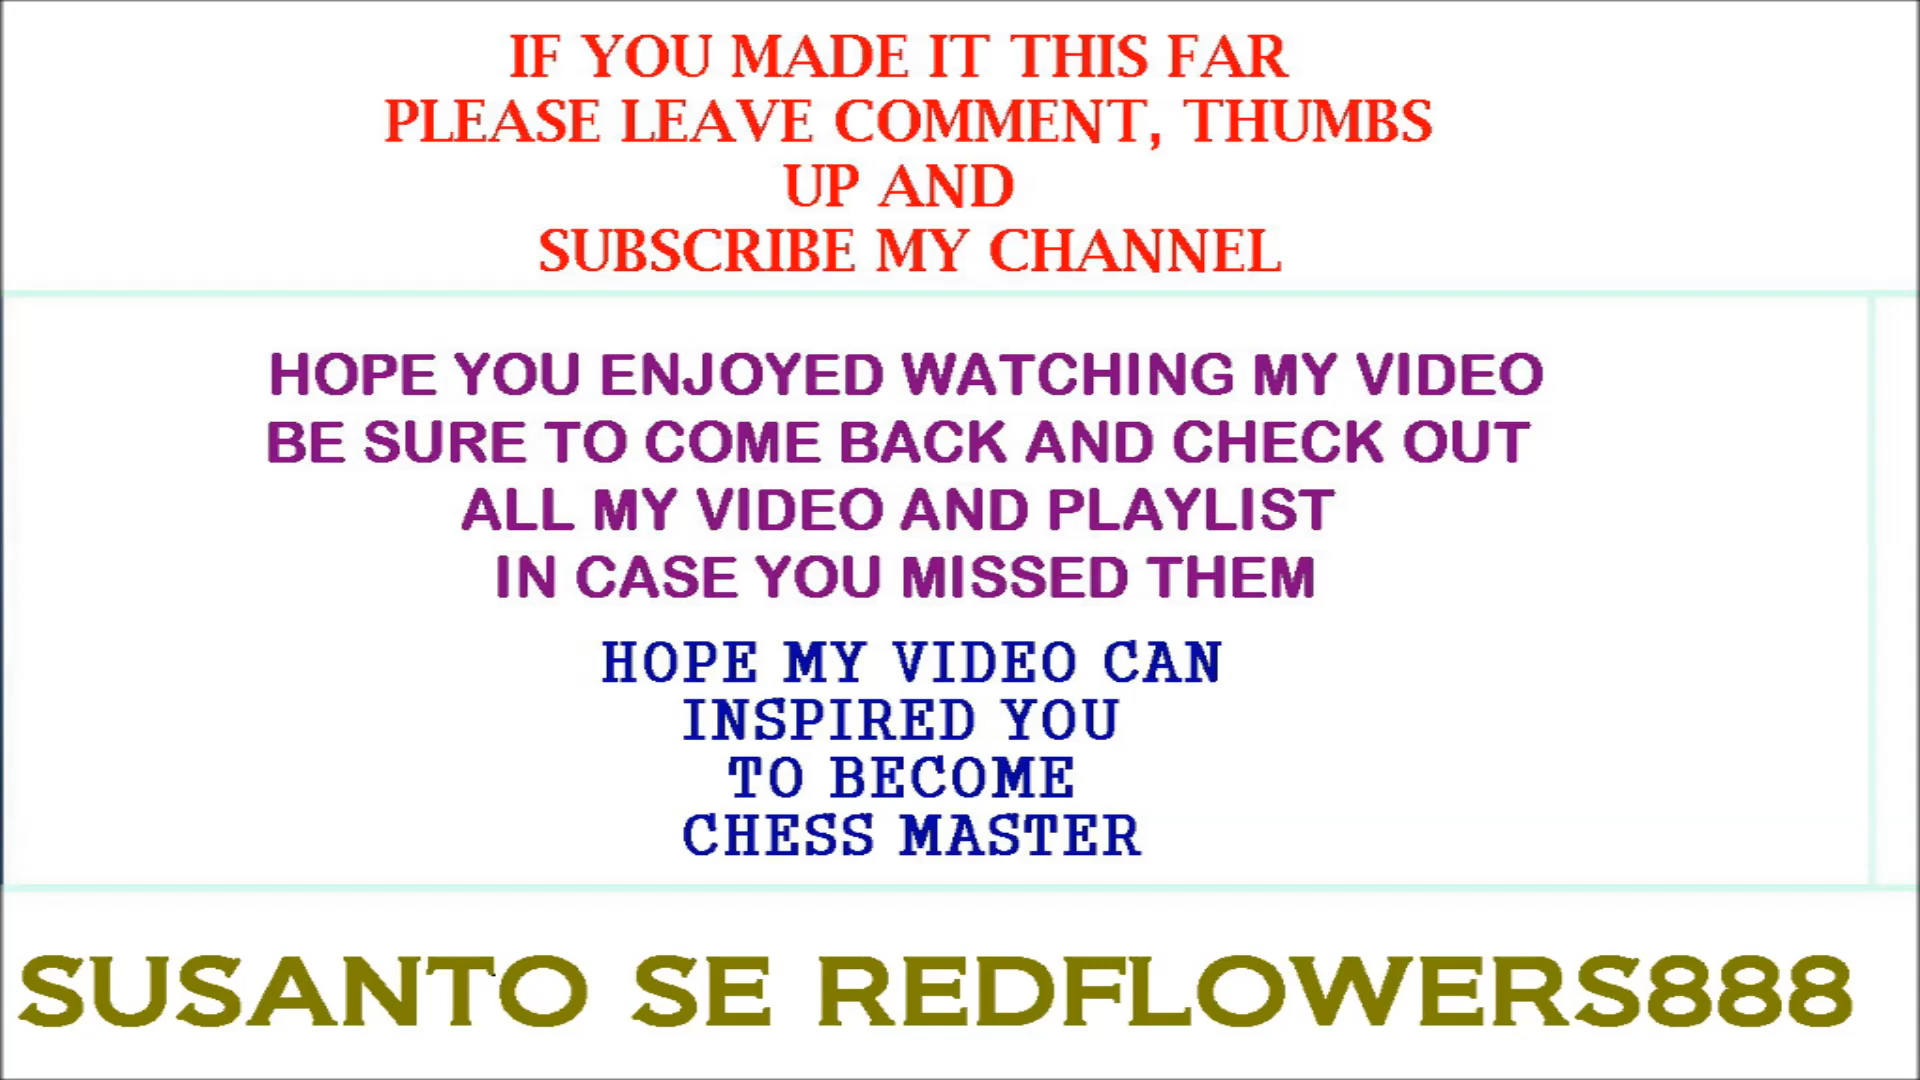 IF YOU MADE IT THIS FAR
PLEASE LEAVE COMMENT, THUMBS
UP AND
SUBSCRIBE MY CHANNEL
HOPE YOU ENJOYED WATCHING MY VIDEO
BE SURE TO COME BACK AND CHECK OUT
ALL MY VIDEO AND PLAYLIST
IN CASE YOU MISSED THEM
HOPE MY VIDEO CAN
INSPIRED YOU
TO BECOME
CHESS MASTER
SUSANTO SE REDFLOWERS888